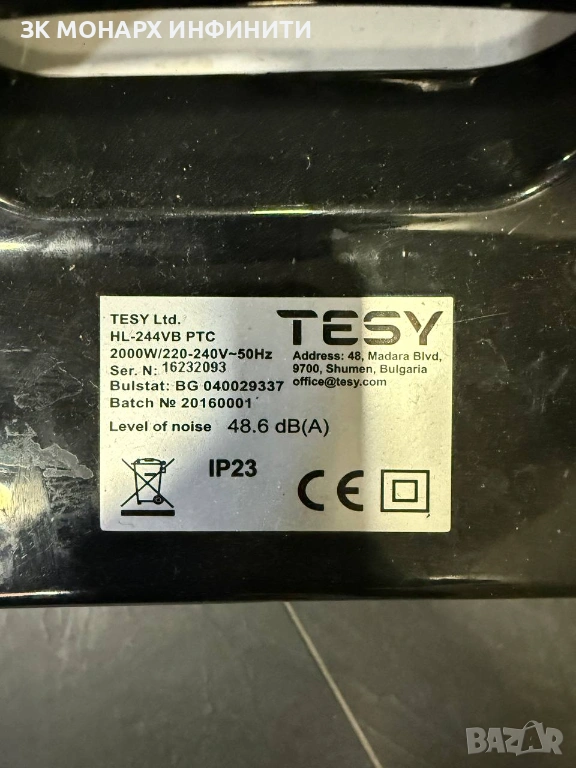 ЗК МОНАРХ ИНФИНИТИ
TESY Ltd.
HL-244VB PTC
2000W/220-240V~50Hz
Ser. N: 16232093
Bulstat: BG 040029337
Batch № 20160001
Level of noise 48.6 dB(A)
TESY
Address: 48, Madara Blvd,
9700, Shumen, Bulgaria
office@tesy.com
IP23
CE
BAZAR